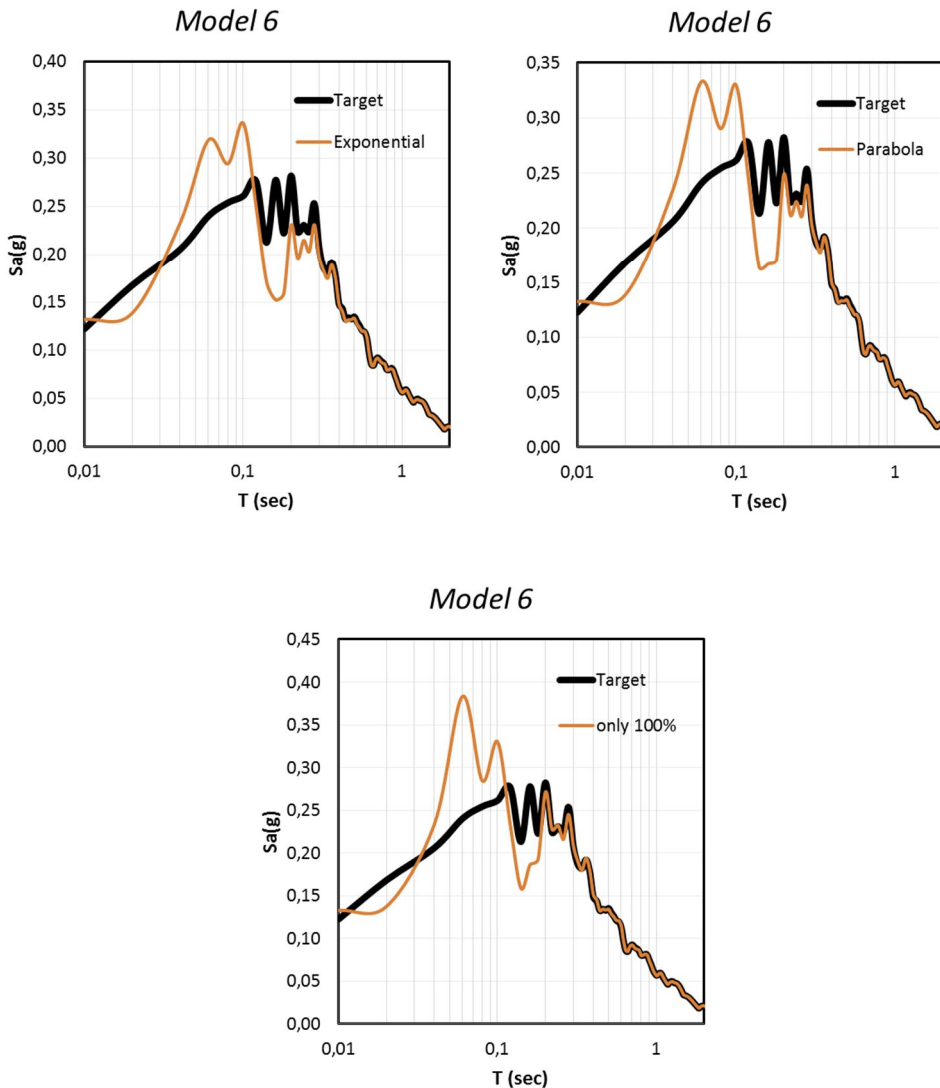 Model 6
0,40
0,35
0,30
0,25
0,20
0,15
0,10
0,05
0,00
Sa(g)
Target
Exponential
0,01
0,1
1
T (sec)
Model 6
0,35
0,30
0,25
0,20
0,15
0,10
0,05
0,00
Sa(g)
Target
Parabola
0,01
0,1
1
T (sec)
Model 6
0,45
0,40
0,35
0,30
0,25
0,20
0,15
0,10
0,05
0,00
Sa(g)
Target
only 100%
0,01
0,1
1
T (sec)